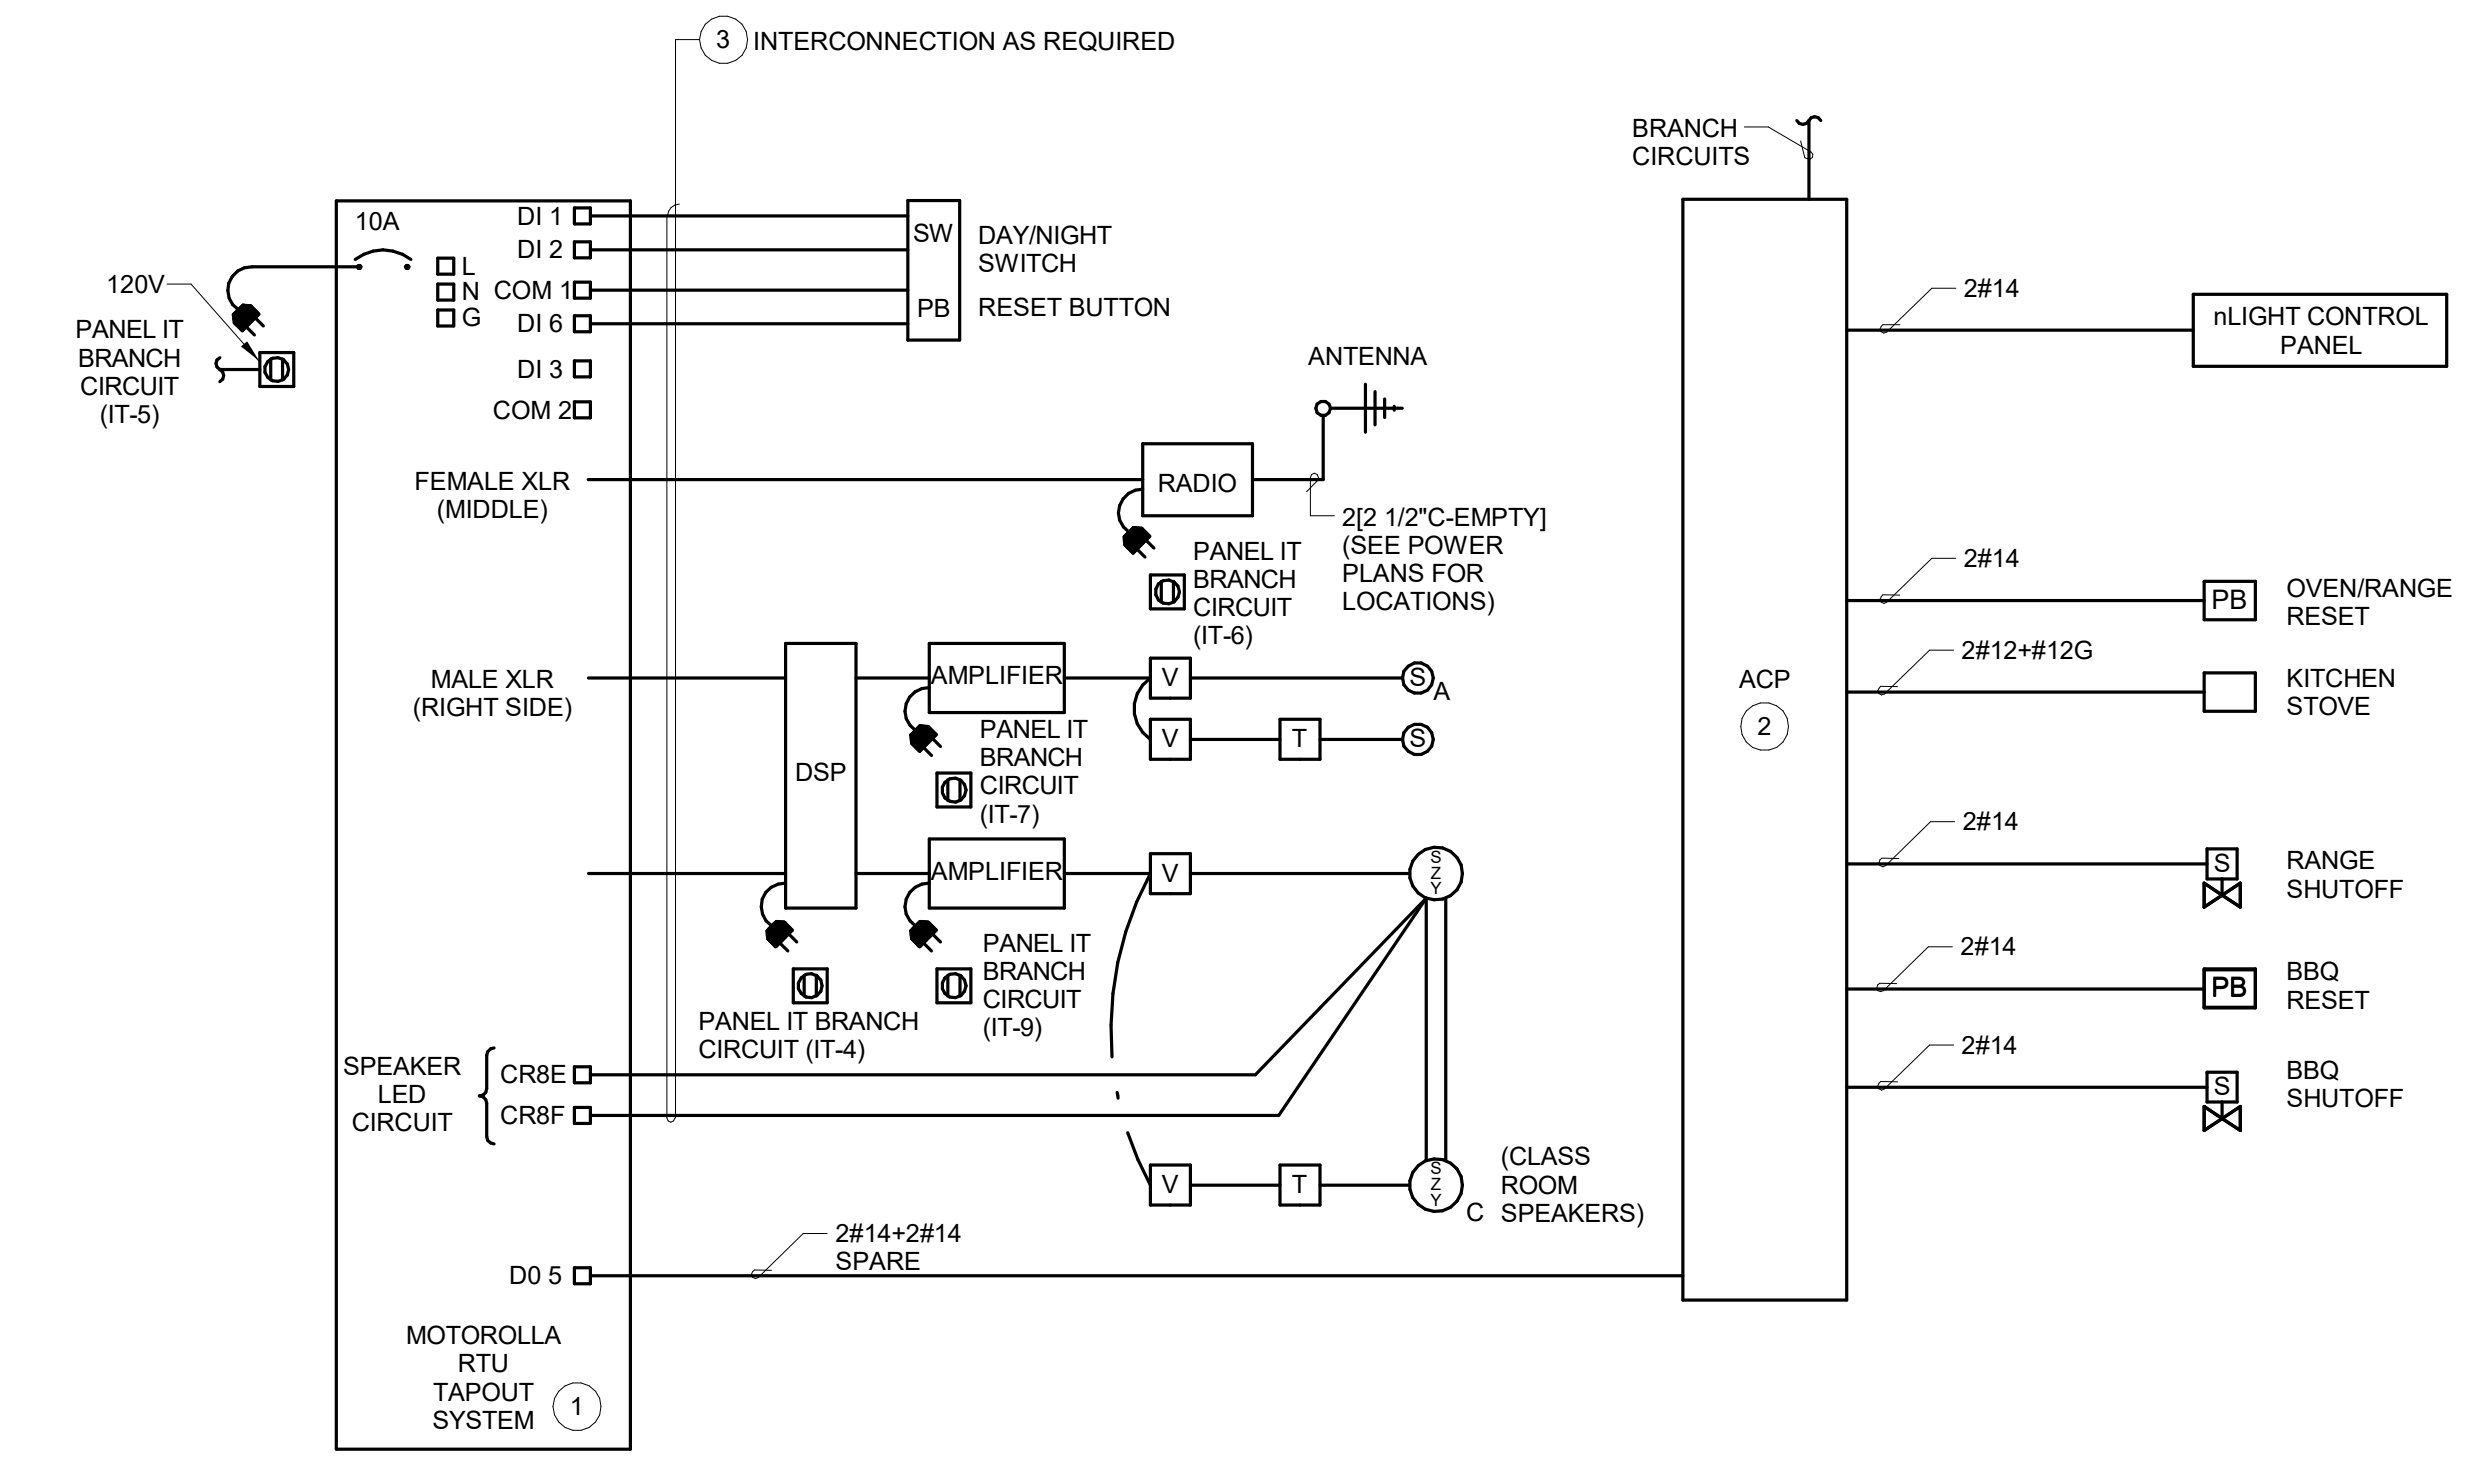 3 INTERCONNECTION AS REQUIRED
BRANCH
CIRCUITS
10A
DI 1
DI 2
COM 1
DI 6
DI 3
COM 2
L
N
G
120V
PANEL IT
BRANCH
CIRCUIT
(IT-5)
SW
PB
DAY/NIGHT
SWITCH
RESET BUTTON
ANTENNA
FEMALE XLR
(MIDDLE)
RADIO
2[2 1/2"C-EMPTY]
(SEE POWER
PLANS FOR
LOCATIONS)
PANEL IT
BRANCH
CIRCUIT
(IT-6)
MALE XLR
(RIGHT SIDE)
DSP
AMPLIFIER
V
S
A
PANEL IT
BRANCH
CIRCUIT
(IT-7)
V
T
S
AMPLIFIER
V
S
Z
Y
PANEL IT
BRANCH
CIRCUIT
(IT-9)
PANEL IT BRANCH
CIRCUIT (IT-4)
SPEAKER
LED
CIRCUIT
CR8E
CR8F
V
T
S
Z
Y
C
(CLASS
ROOM
SPEAKERS)
2#14+2#14
SPARE
D0 5
MOTOROLLA
RTU
TAPOUT
SYSTEM
1
ACP
2
2#14
nLIGHT CONTROL
PANEL
2#14
PB
OVEN/RANGE
RESET
2#12+#12G
KITCHEN
STOVE
2#14
S
RANGE
SHUTOFF
2#14
PB
BBQ
RESET
2#14
S
BBQ
SHUTOFF